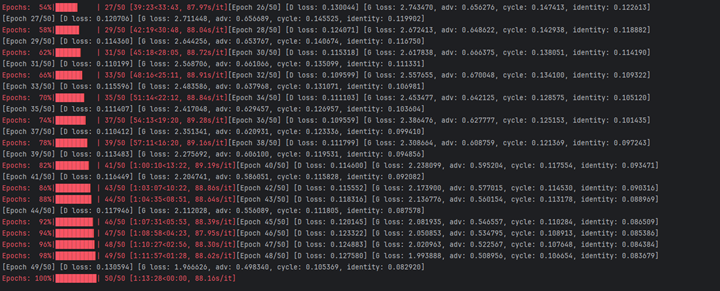 Epochs: 54%| | 27/50 [39:23<33:43, 87.97s/it][Epoch 26/50] [D loss: 0.130044] [G loss: 2.743470, adv: 0.656276, cycle: 0.147413, identity: 0.122613]
[Epoch 27/50] [D loss: 0.120706] [G loss: 2.711448, adv: 0.656689, cycle: 0.145525, identity: 0.119902]
Epochs: 58%| | 29/50 [42:19<30:48, 88.04s/it][Epoch 28/50] [D loss: 0.124071] [G loss: 2.672413, adv: 0.648622, cycle: 0.142938, identity: 0.118882]
[Epoch 29/50] [D loss: 0.114360] [G loss: 2.644256, adv: 0.653767, cycle: 0.140674, identity: 0.116750]
Epochs: 62%| | 31/50 [45:18<28:05, 88.72s/it][Epoch 30/50] [D loss: 0.115318] [G loss: 2.617838, adv: 0.666375, cycle: 0.138051, identity: 0.114190]
[Epoch 31/50] [D loss: 0.110199] [G loss: 2.568706, adv: 0.661066, cycle: 0.135099, identity: 0.111331]
Epochs: 66%| | 33/50 [48:16<25:11, 88.91s/it][Epoch 32/50] [D loss: 0.109599] [G loss: 2.557655, adv: 0.670048, cycle: 0.134100, identity: 0.109322]
[Epoch 33/50] [D loss: 0.115596] [G loss: 2.483586, adv: 0.637968, cycle: 0.131071, identity: 0.106981]
Epochs: 70%| | 35/50 [51:14<22:12, 88.84s/it][Epoch 34/50] [D loss: 0.111103] [G loss: 2.453477, adv: 0.642125, cycle: 0.128575, identity: 0.105120]
[Epoch 35/50] [D loss: 0.111407] [G loss: 2.417048, adv: 0.629457, cycle: 0.126957, identity: 0.103604]
Epochs: 74%| | 37/50 [54:13<19:20, 89.28s/it][Epoch 36/50] [D loss: 0.109559] [G loss: 2.386476, adv: 0.627777, cycle: 0.125153, identity: 0.101435]
[Epoch 37/50] [D loss: 0.110412] [G loss: 2.351341, adv: 0.620931, cycle: 0.123336, identity: 0.099410]
Epochs: 78%| | 39/50 [57:11<16:20, 89.16s/it][Epoch 38/50] [D loss: 0.111799] [G loss: 2.308664, adv: 0.608759, cycle: 0.121369, identity: 0.097243]
[Epoch 39/50] [D loss: 0.113483] [G loss: 2.275692, adv: 0.606100, cycle: 0.119531, identity: 0.094856]
Epochs: 82%| | 41/50 [1:00:10<13:22, 89.19s/it][Epoch 40/50] [D loss: 0.114600] [G loss: 2.238099, adv: 0.595204, cycle: 0.117554, identity: 0.093471]
[Epoch 41/50] [D loss: 0.116449] [G loss: 2.204741, adv: 0.586051, cycle: 0.115828, identity: 0.092082]
Epochs: 86%| | 43/50 [1:03:07<10:22, 88.86s/it][Epoch 42/50] [D loss: 0.115552] [G loss: 2.173900, adv: 0.577015, cycle: 0.114530, identity: 0.090316]
Epochs: 88%| | 44/50 [1:04:35<08:51, 88.64s/it][Epoch 43/50] [D loss: 0.118316] [G loss: 2.136776, adv: 0.560154, cycle: 0.113178, identity: 0.088969]
[Epoch 44/50] [D loss: 0.117946] [G loss: 2.112028, adv: 0.556089, cycle: 0.111805, identity: 0.087578]
Epochs: 92%| | 46/50 [1:07:31<05:53, 88.39s/it][Epoch 45/50] [D loss: 0.120145] [G loss: 2.081935, adv: 0.546557, cycle: 0.110284, identity: 0.086509]
Epochs: 94%| | 47/50 [1:08:58<04:23, 87.95s/it][Epoch 46/50] [D loss: 0.123322] [G loss: 2.050853, adv: 0.534795, cycle: 0.108913, identity: 0.085386]
Epochs: 96%| | 48/50 [1:10:27<02:56, 88.30s/it][Epoch 47/50] [D loss: 0.124883] [G loss: 2.020963, adv: 0.522567, cycle: 0.107648, identity: 0.084384]
Epochs: 98%| | 49/50 [1:11:57<01:28, 88.62s/it][Epoch 48/50] [D loss: 0.127580] [G loss: 1.993888, adv: 0.508956, cycle: 0.106654, identity: 0.083679]
[Epoch 49/50] [D loss: 0.130594] [G loss: 1.966626, adv: 0.498340, cycle: 0.105369, identity: 0.082920]
Epochs: 100%| | 50/50 [1:13:28<00:00, 88.16s/it]